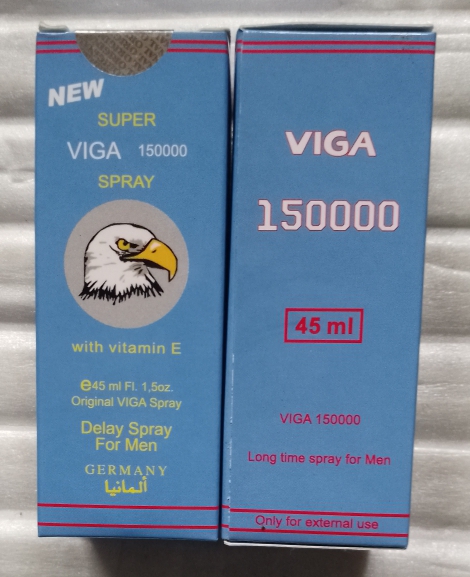 NEW
SUPER
VIGA 150000
SPRAY
with vitamin E
e45 ml Fl. 1,5oz.
Original VIGA Spray
Delay Spray
For Men
GERMANY
ألمانيا
VIGA
150000
45 ml
VIGA 150000
Long time spray for Men
Only for external use